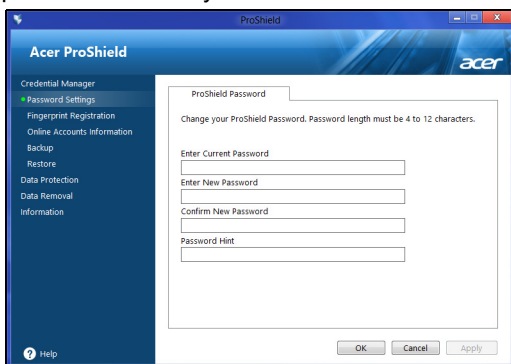 ProShield
Acer ProShield
acer
Credential Manager
Password Settings
Fingerprint Registration
Online Accounts Information
Backup
Restore
Data Protection
Data Removal
Information
Help
ProShield Password
Change your ProShield Password. Password length must be 4 to 12 characters.
Enter Current Password
Enter New Password
Confirm New Password
Password Hint
OK Cancel Apply